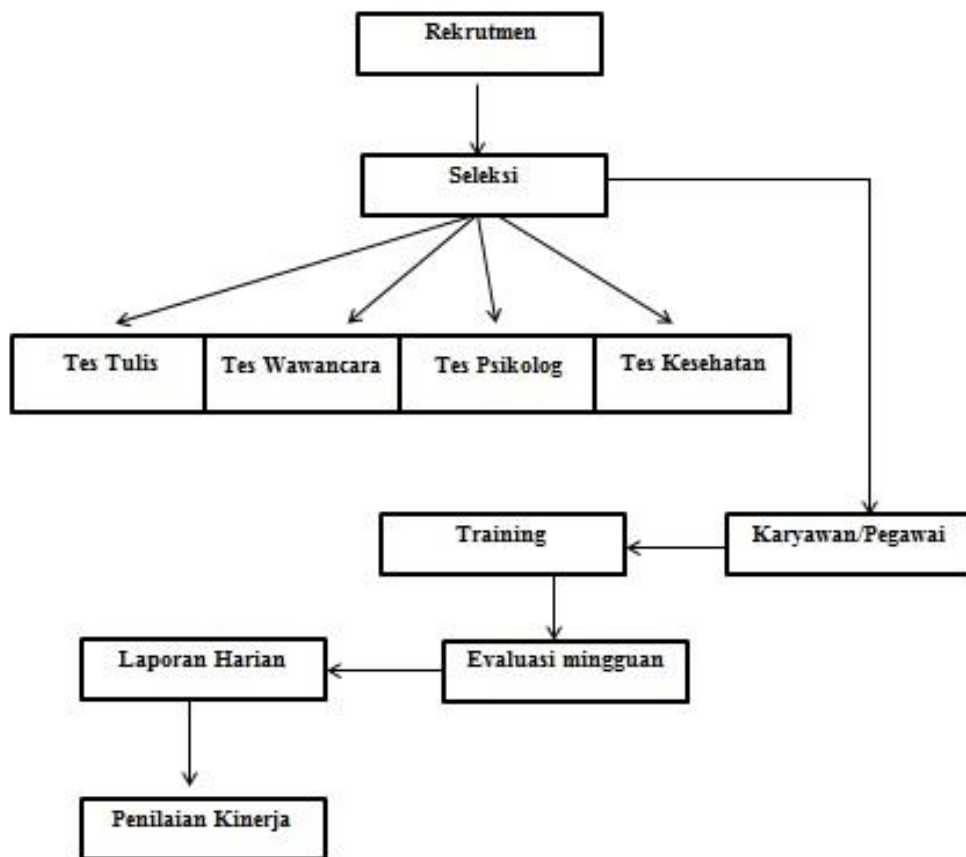 Rekrutmen
Seleksi
Tes Tulis
Tes Wawancara
Tes Psikolog
Tes Kesehatan
Training
Karyawan/Pegawai
Laporan Harian
Evaluasi mingguan
Penilaian Kinerja